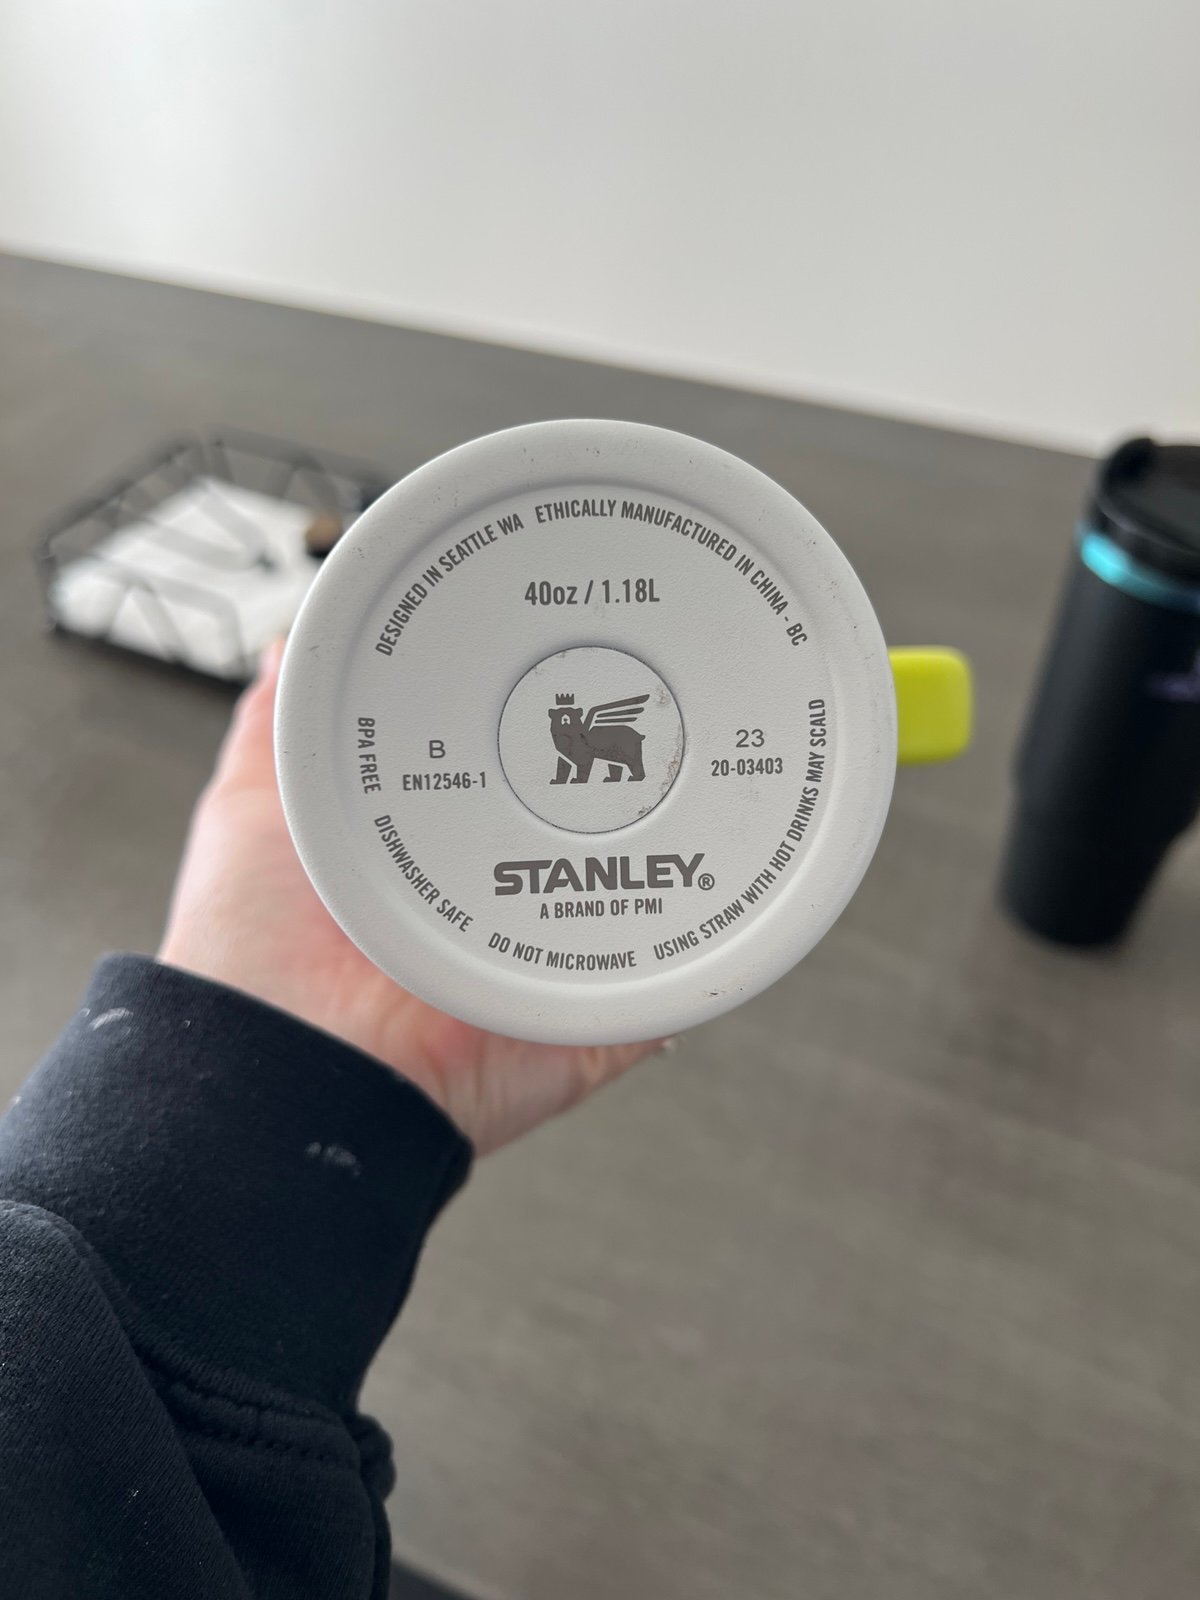 DESIGNED IN SEATTLE WA
ETHICALLY MANUFACTURED IN CHINA - BC
40oz / 1.18L
B
EN12546-1
23
20-03403
STANLEY®
A BRAND OF PMI
BPA FREE
DISHWASHER SAFE
DO NOT MICROWAVE
USING STRAW WITH HOT DRINKS MAY SCALD